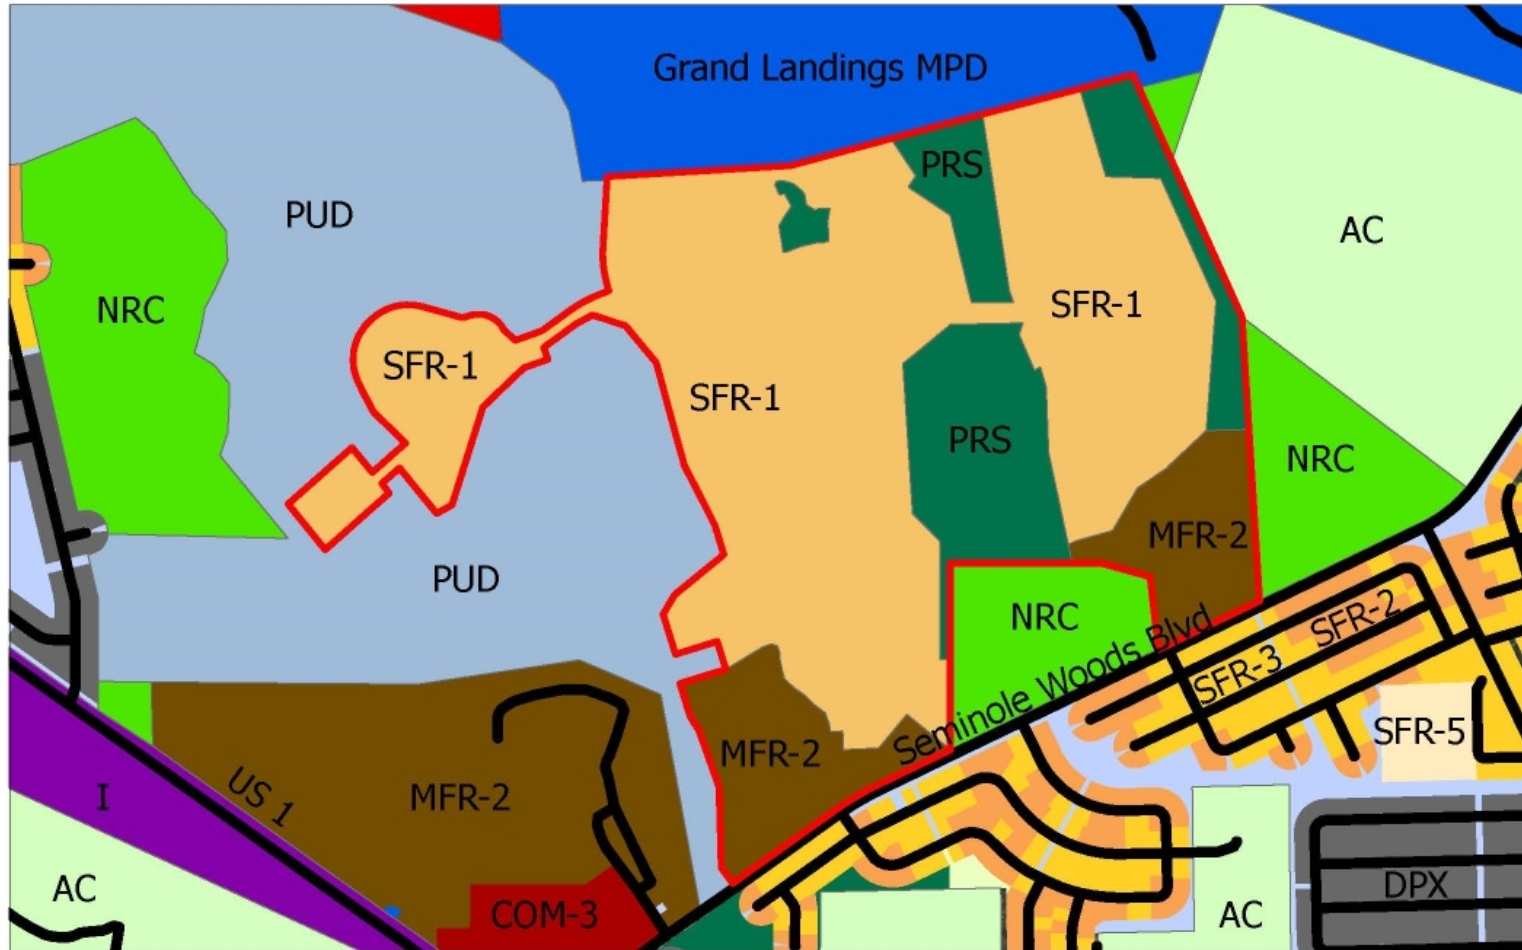 Grand Landings MPD
PRS
PUD
AC
NRC
SFR-1
SFR-1
SFR-1
PRS
NRC
MFR-2
PUD
NRC
SFR-2
Seminole Woods Blvd
SFR-3
SFR-5
MFR-2
US 1
MFR-2
I
AC
COM-3
AC
DPX